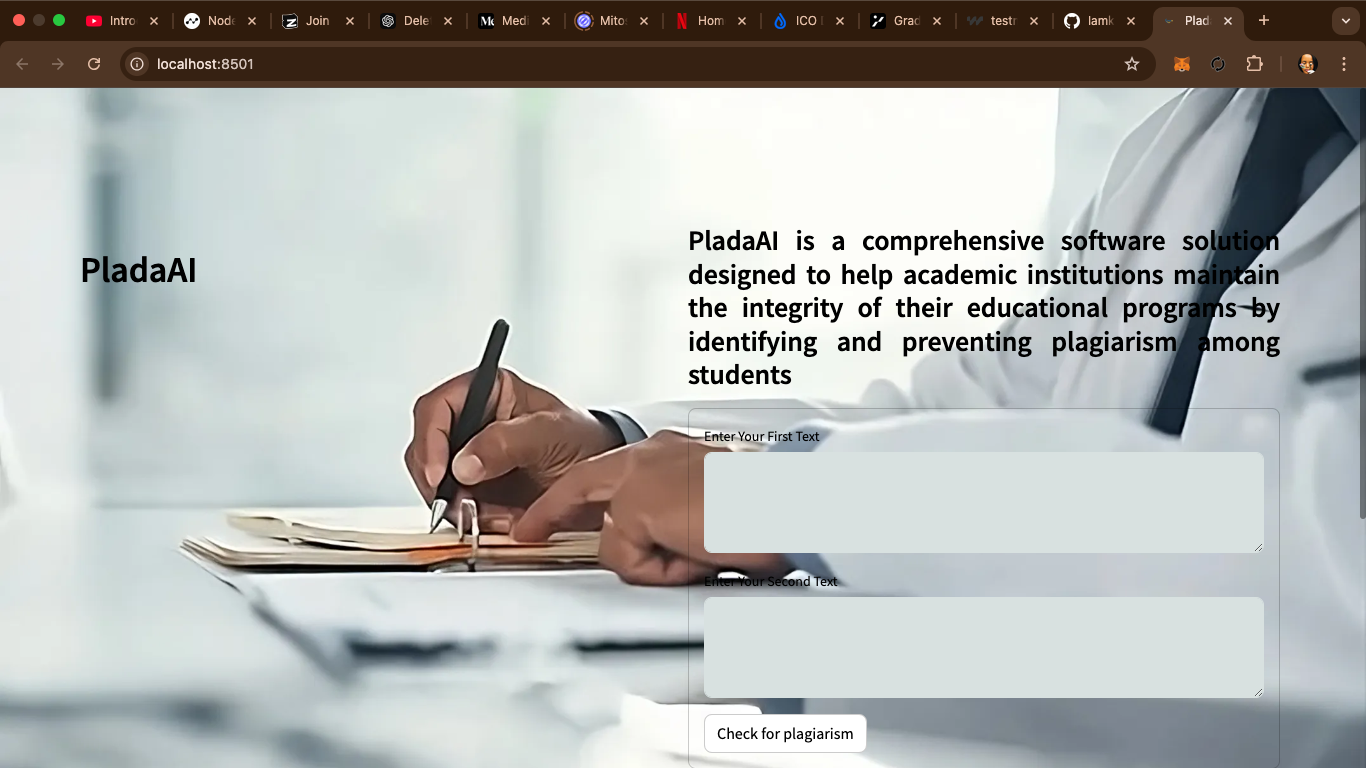 Intro
Node
Join
Dele
Medi
Mito
Hom
ICO
Grad
testr
Iamk
Plad
localhost:8501
PladaAI
PladaAI is a comprehensive software solution
designed to help academic institutions maintain
the integrity of their educational programs by
identifying and preventing plagiarism among
students
Enter Your First Text
Enter Your Second Text
Check for plagiarism